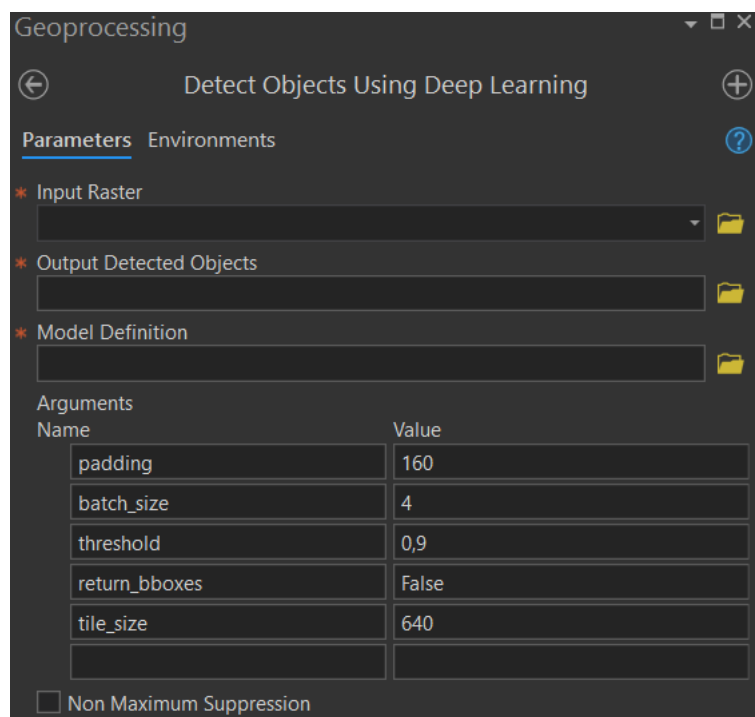 Geoprocessing
Detect Objects Using Deep Learning
Parameters Environments
?
* Input Raster
* Output Detected Objects
* Model Definition
Arguments
Name Value
padding 160
batch_size 4
threshold 0,9
return_bboxes False
tile_size 640
Non Maximum Suppression